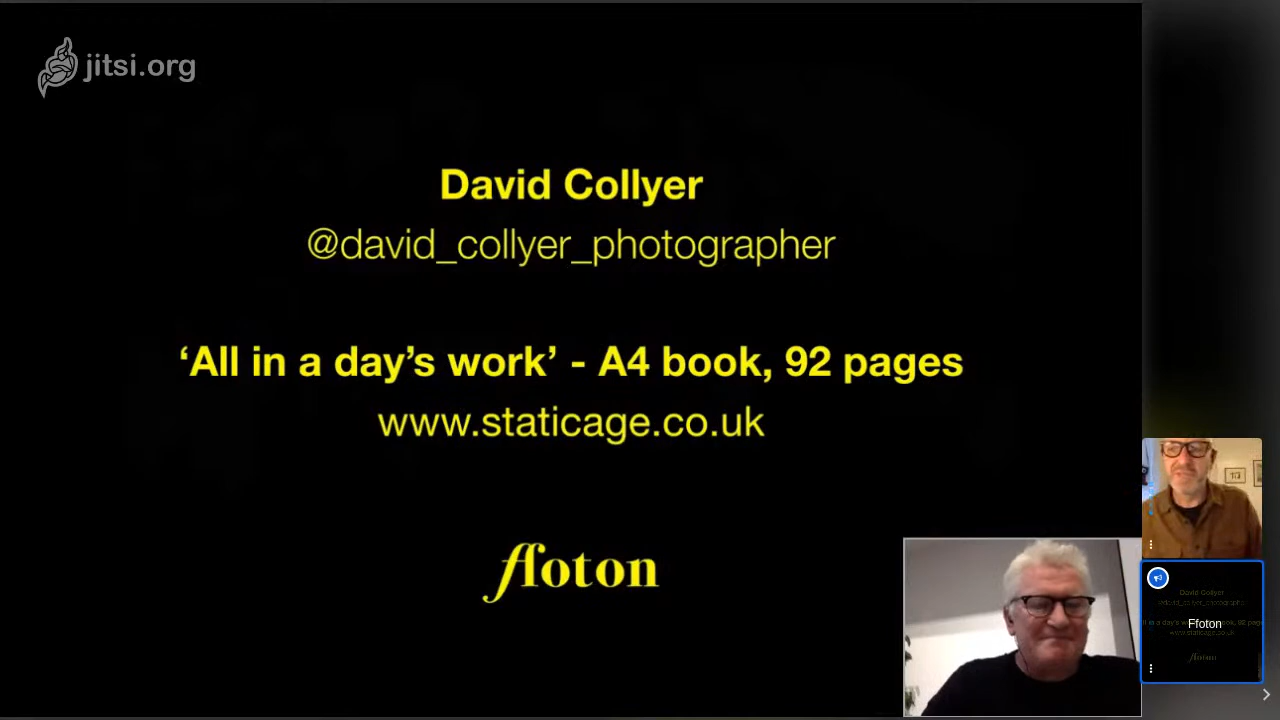 jitsi.org
David Collyer
@david_collyer_photographer
‘All in a day’s work’ - A4 book, 92 pages
www.staticage.co.uk
ffoton
Ffoton